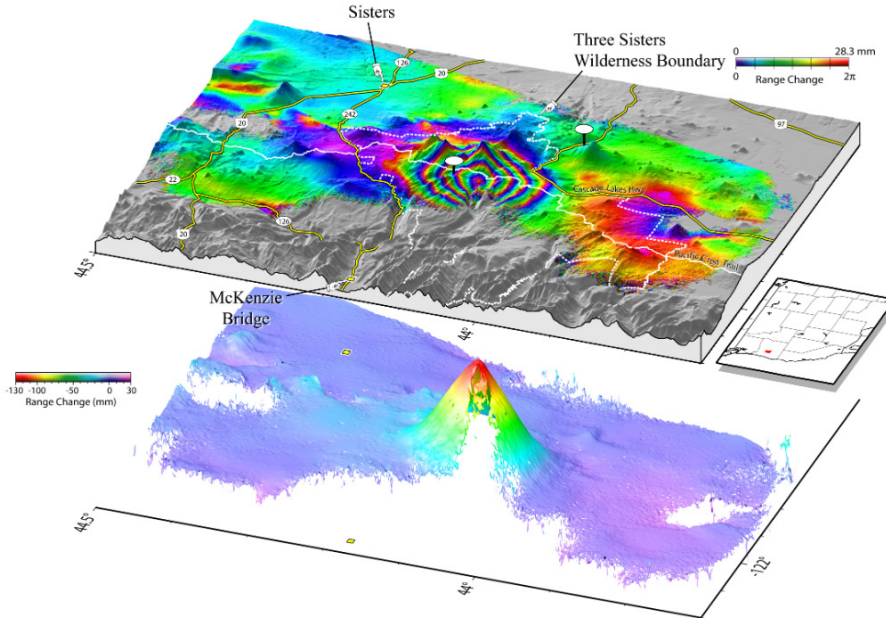 Sisters
Three Sisters
Wilderness Boundary
0
28.3 mm
0
2π
Range Change
126
20
242
20
97
22
126
20
Cascade Lakes Hwy
Pacific Crest Trail
44.5°
McKenzie
Bridge
44°
-130
-100
-50
0
30
Range Change (mm)
44.5°
44°
-122°